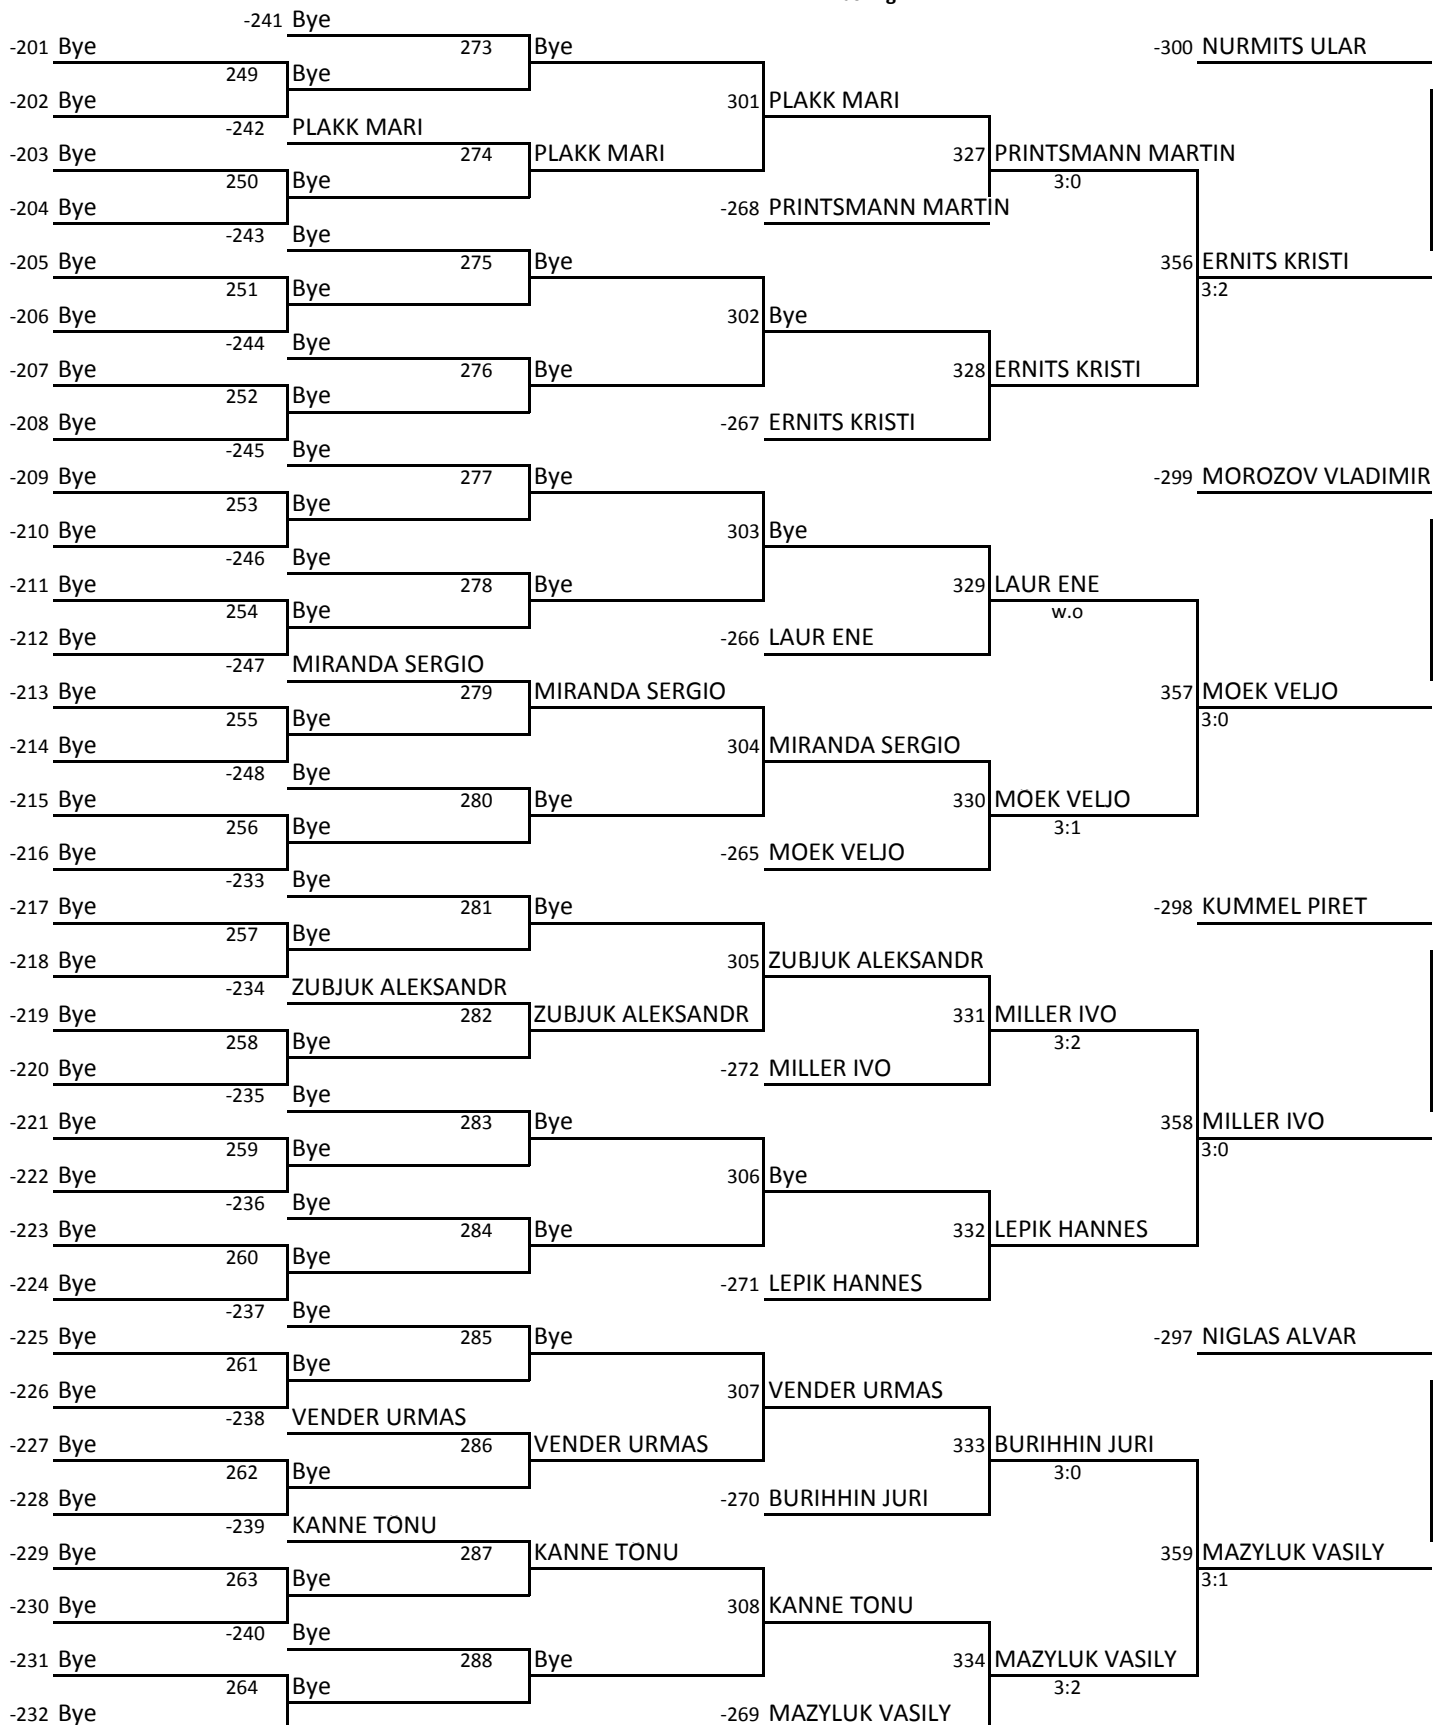 -241 Bye
-201 Bye 273 Bye -300 NURMITS ULAR
249 Bye
-202 Bye 301 PLAKK MARI
-242 PLAKK MARI
-203 Bye 274 PLAKK MARI 327 PRINTSMANN MARTIN
250 Bye 3:0
-204 Bye -268 PRINTSMANN MARTIN
-243 Bye
-205 Bye 275 Bye 356 ERNITS KRISTI
251 Bye 3:2
-206 Bye 302 Bye
-244 Bye
-207 Bye 276 Bye 328 ERNITS KRISTI
252 Bye
-208 Bye -267 ERNITS KRISTI
-245 Bye
-209 Bye 277 Bye -299 MOROZOV VLADIMIR
253 Bye
-210 Bye 303 Bye
-246 Bye
-211 Bye 278 Bye 329 LAUR ENE
254 Bye w.o
-212 Bye -266 LAUR ENE
-247 MIRANDA SERGIO
-213 Bye 279 MIRANDA SERGIO 357 MOEK VELJO
255 Bye 3:0
-214 Bye 304 MIRANDA SERGIO
-248 Bye
-215 Bye 280 Bye 330 MOEK VELJO
256 Bye 3:1
-216 Bye -265 MOEK VELJO
-233 Bye
-217 Bye 281 Bye -298 KUMMEL PIRET
257 Bye
-218 Bye 305 ZUBJUK ALEKSANDR
-234 ZUBJUK ALEKSANDR
-219 Bye 282 ZUBJUK ALEKSANDR 331 MILLER IVO
258 Bye 3:2
-220 Bye -272 MILLER IVO
-235 Bye
-221 Bye 283 Bye 358 MILLER IVO
259 Bye 3:0
-222 Bye 306 Bye
-236 Bye
-223 Bye 284 Bye 332 LEPIK HANNES
260 Bye
-224 Bye -271 LEPIK HANNES
-237 Bye
-225 Bye 285 Bye -297 NIGLAS ALVAR
261 Bye
-226 Bye 307 VENDER URMAS
-238 VENDER URMAS
-227 Bye 286 VENDER URMAS 333 BURIHHIN JURI
262 Bye 3:0
-228 Bye -270 BURIHHIN JURI
-239 KANNE TONU
-229 Bye 287 KANNE TONU 359 MAZYLUK VASILY
263 Bye 3:1
-230 Bye 308 KANNE TONU
-240 Bye
-231 Bye 288 Bye 334 MAZYLUK VASILY
264 Bye 3:2
-232 Bye -269 MAZYLUK VASILY